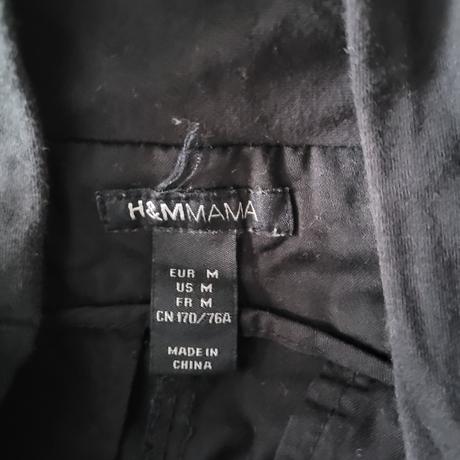 H&MMAMA
EUR M
US M
FR M
CN 170/76A
MADE IN
CHINA